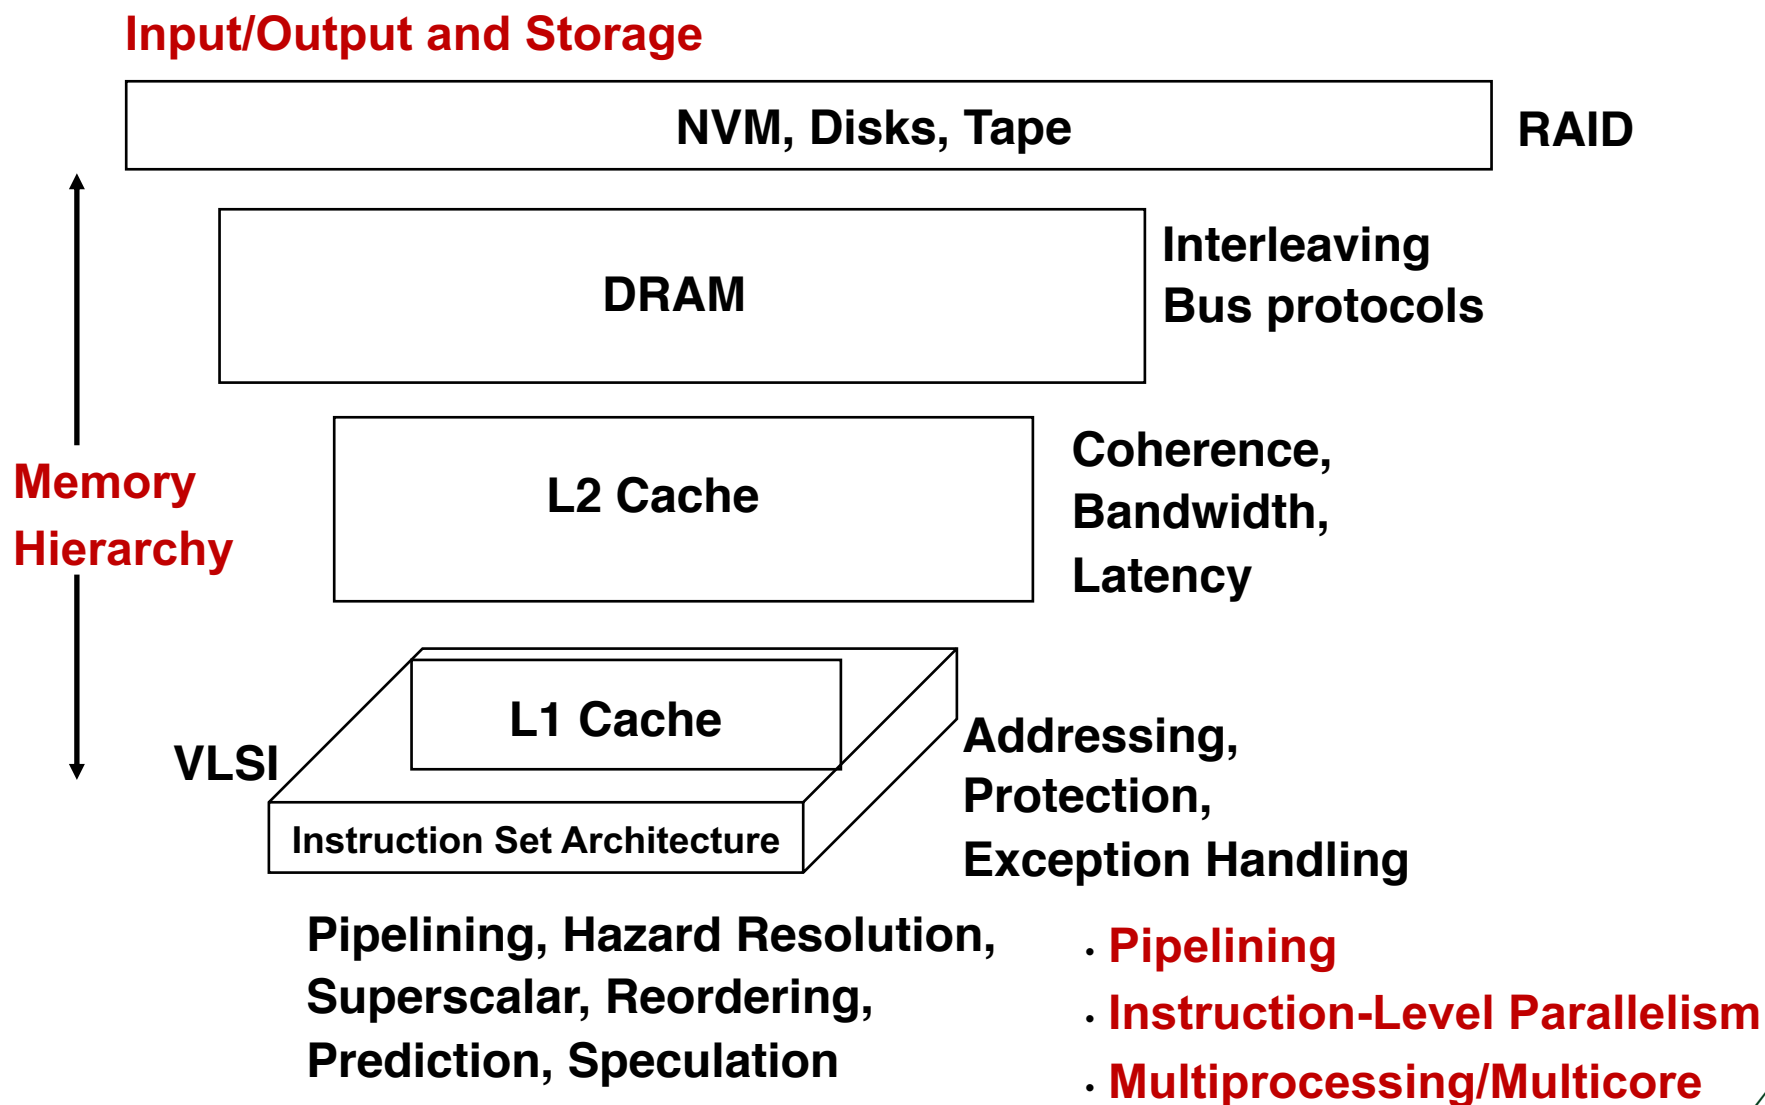 Input/Output and Storage
NVM, Disks, Tape
RAID
DRAM
Interleaving
Bus protocols
Memory
Hierarchy
L2 Cache
Coherence,
Bandwidth,
Latency
L1 Cache
VLSI
Instruction Set Architecture
Addressing,
Protection,
Exception Handling
Pipelining, Hazard Resolution,
Superscalar, Reordering,
Prediction, Speculation
· Pipelining
· Instruction-Level Parallelism
· Multiprocessing/Multicore